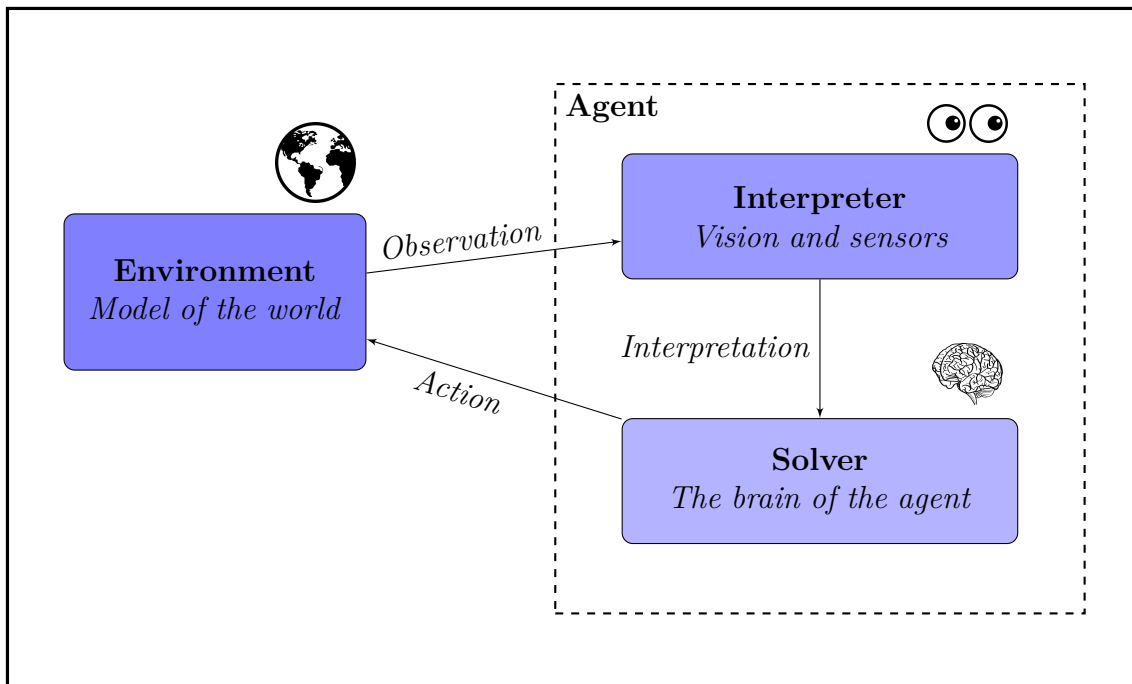 Agent
Interpreter
Vision and sensors
Observation
Environment
Model of the world
Interpretation
Action
Solver
The brain of the agent